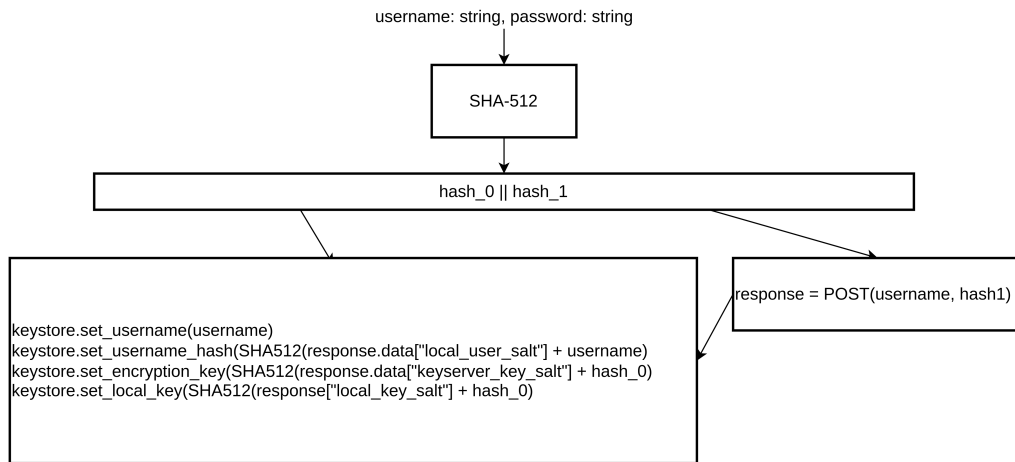 username: string, password: string
SHA-512
hash_0 || hash_1
response = POST(username, hash1)
keystore.set_username(username)
keystore.set_username_hash(SHA512(response.data["local_user_salt"] + username)
keystore.set_encryption_key(SHA512(response.data["keyserver_key_salt"] + hash_0)
keystore.set_local_key(SHA512(response["local_key_salt"] + hash_0)